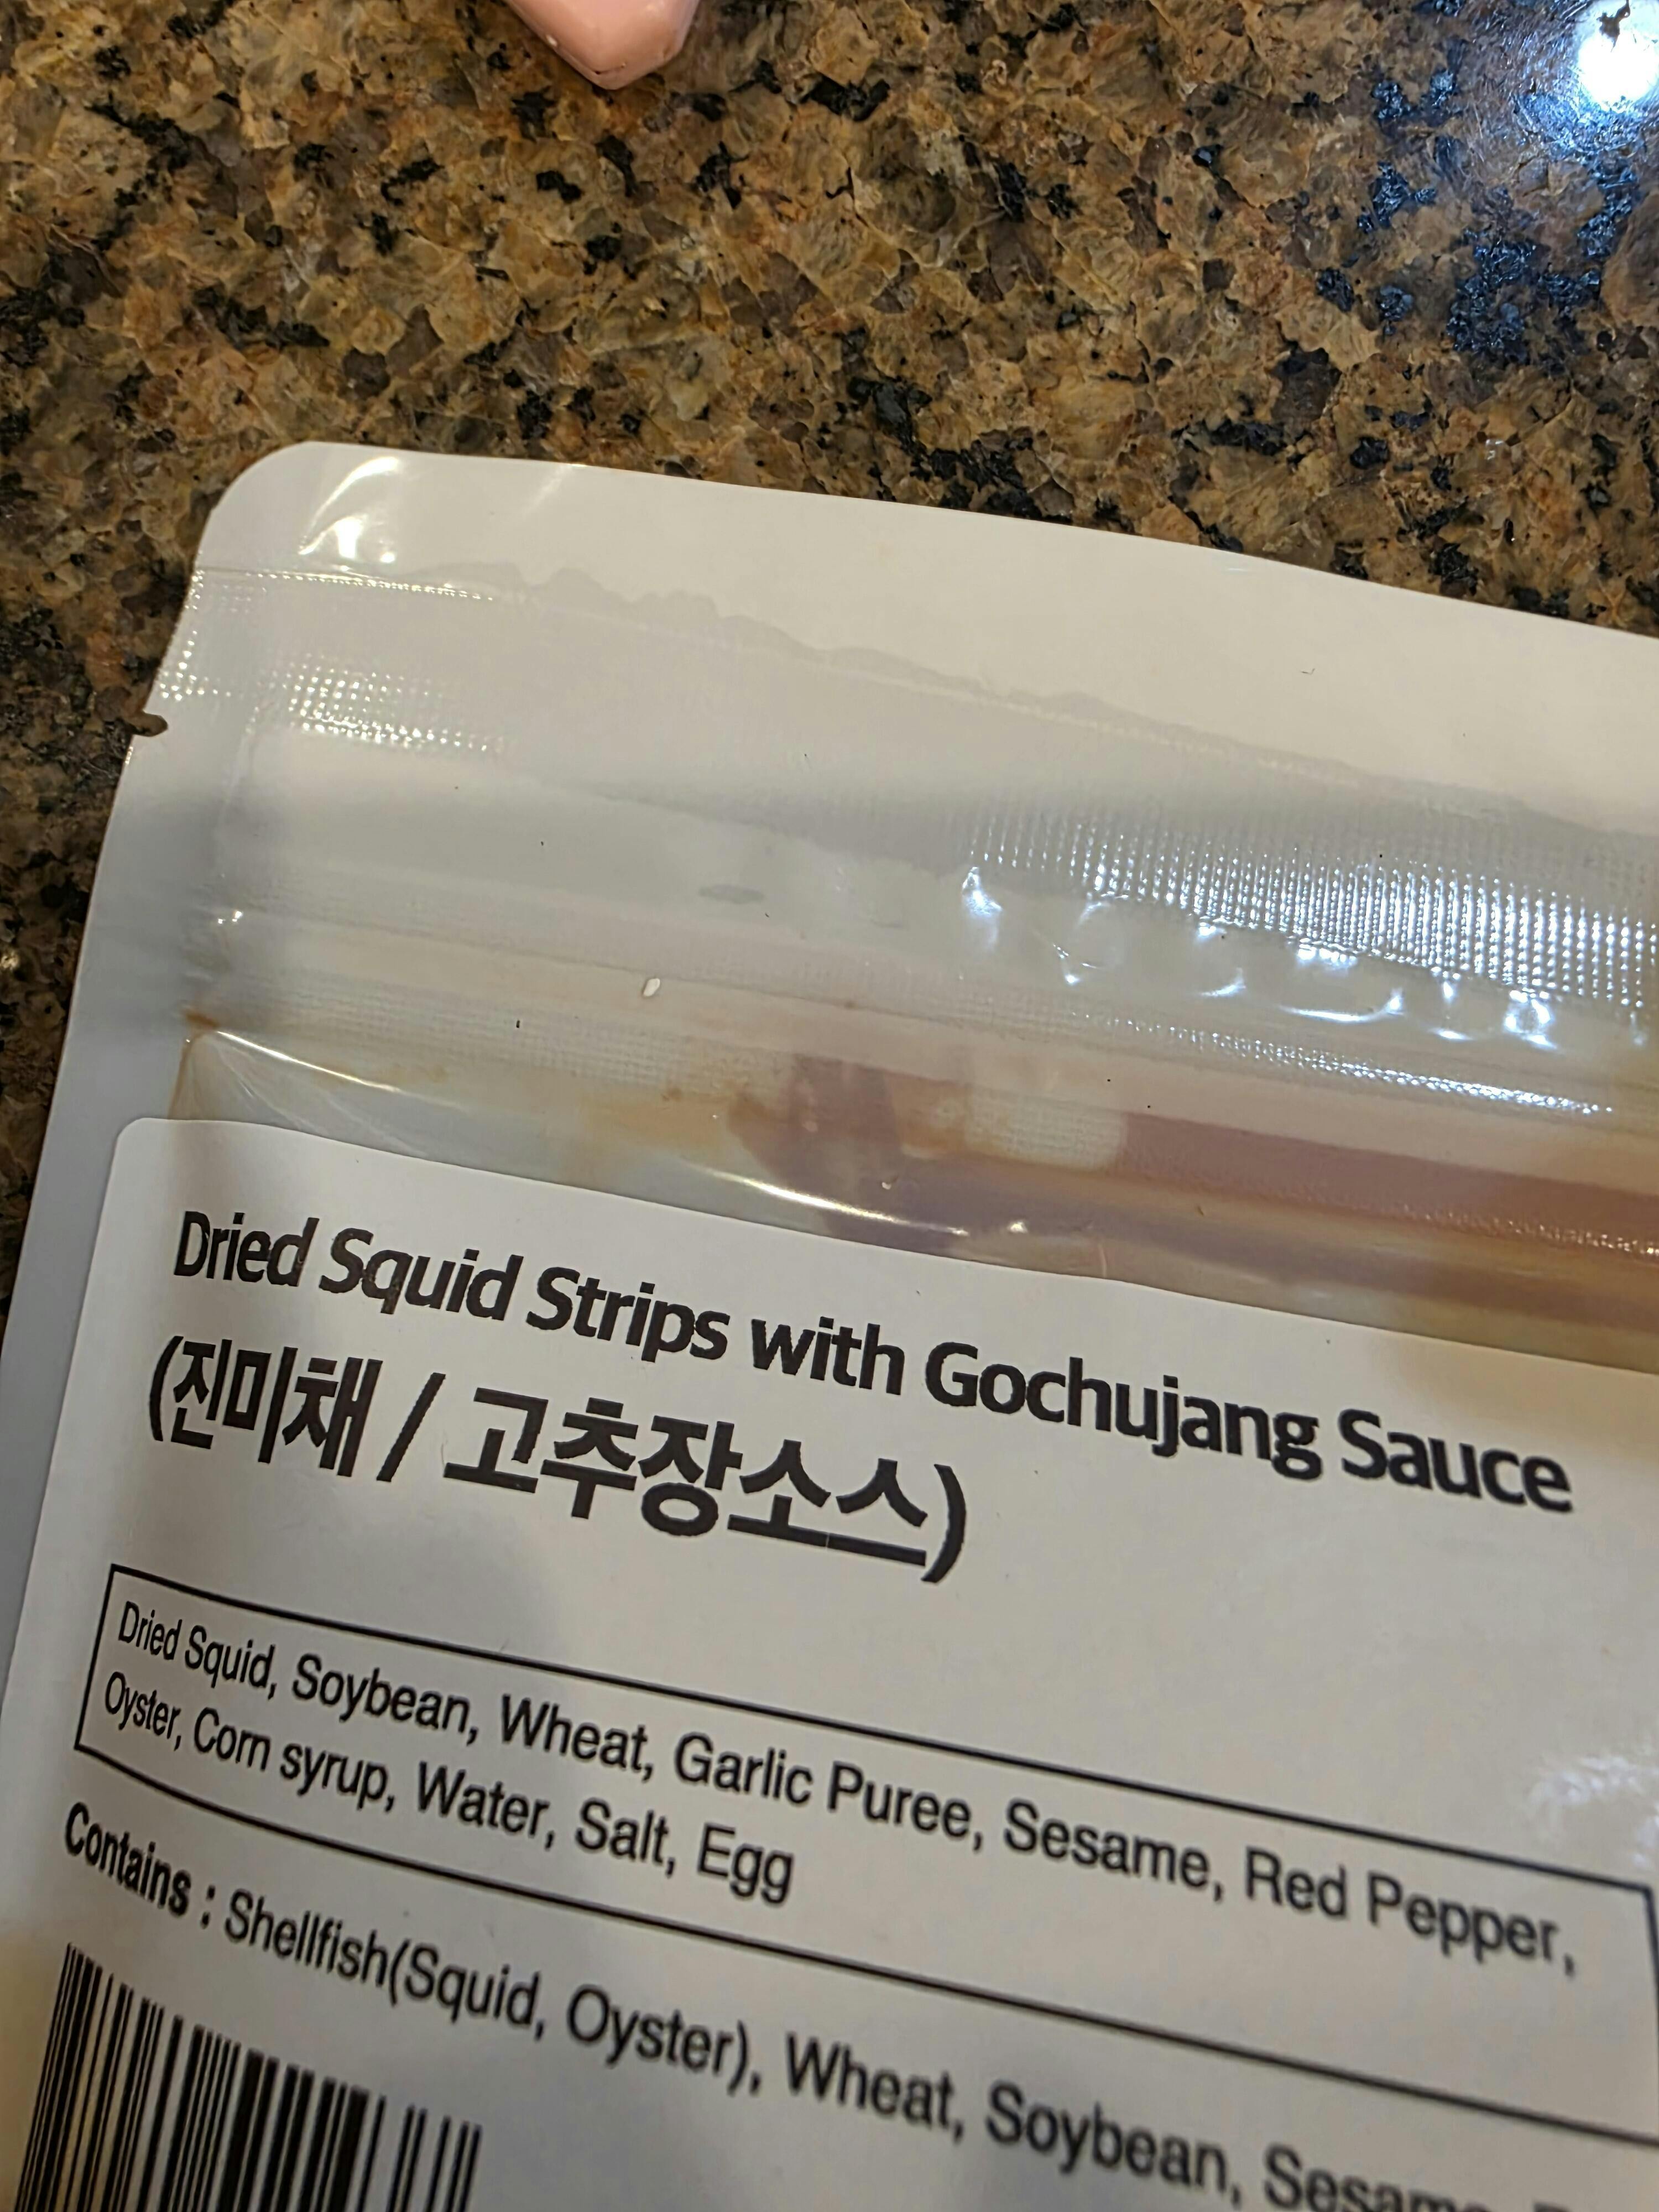 Dried Squid Strips with Gochujang Sauce
(진미채 / 고추장소스)
Dried Squid, Soybean, Wheat, Garlic Puree, Sesame, Red Pepper,
Oyster, Corn syrup, Water, Salt, Egg
Contains : Shellfish(Squid, Oyster), Wheat, Soybean, Sesame,